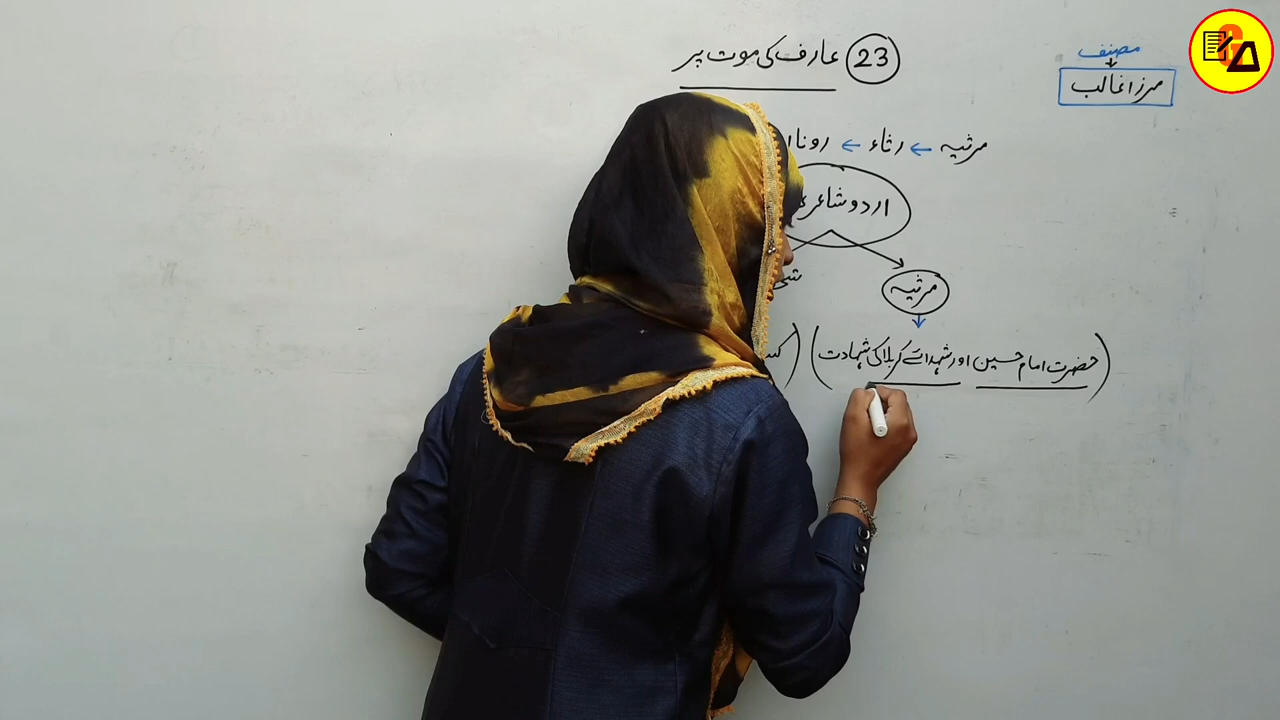 23 عارف کی موت پر
مصنف
مرزا غالب
مرثیہ ← رثاء ← رونا
اردو شاعری
مرثیہ
(حضرت امام حسین اور شہدائے کربلا کی شہادت)